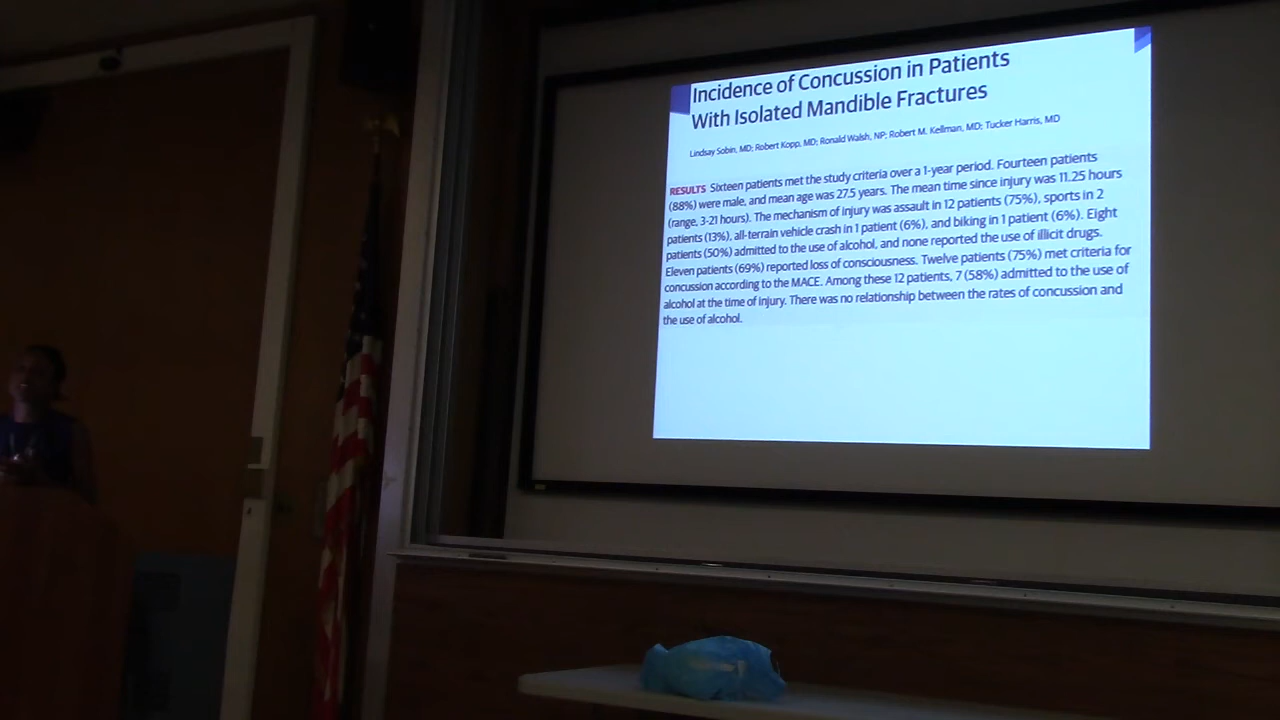 Incidence of Concussion in Patients
With Isolated Mandible Fractures
Lindsay Sobin, MD; Robert Kopp, MD; Ronald Walsh, NP; Robert M. Kellman, MD; Tucker Harris, MD
RESULTS Sixteen patients met the study criteria over a 1-year period. Fourteen patients
(88%) were male, and mean age was 27.5 years. The mean time since injury was 11.25 hours
(range, 3-21 hours). The mechanism of injury was assault in 12 patients (75%), sports in 2
patients (13%), all-terrain vehicle crash in 1 patient (6%), and biking in 1 patient (6%). Eight
patients (50%) admitted to the use of alcohol, and none reported the use of illicit drugs.
Eleven patients (69%) reported loss of consciousness. Twelve patients (75%) met criteria for
concussion according to the MACE. Among these 12 patients, 7 (58%) admitted to the use of
alcohol at the time of injury. There was no relationship between the rates of concussion and
the use of alcohol.